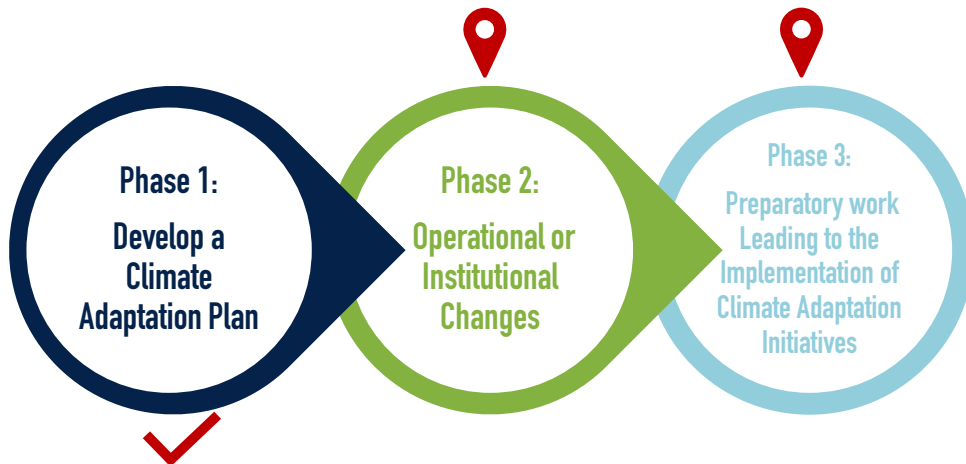 Phase 1:
Develop a
Climate
Adaptation Plan
Phase 2:
Operational or
Institutional
Changes
Phase 3:
Preparatory work
Leading to the
Implementation of
Climate Adaptation
Initiatives